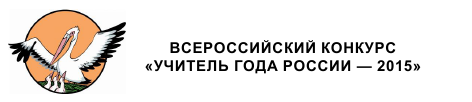 ВСЕРОССИЙСКИЙ КОНКУРС
«УЧИТЕЛЬ ГОДА РОССИИ — 2015»